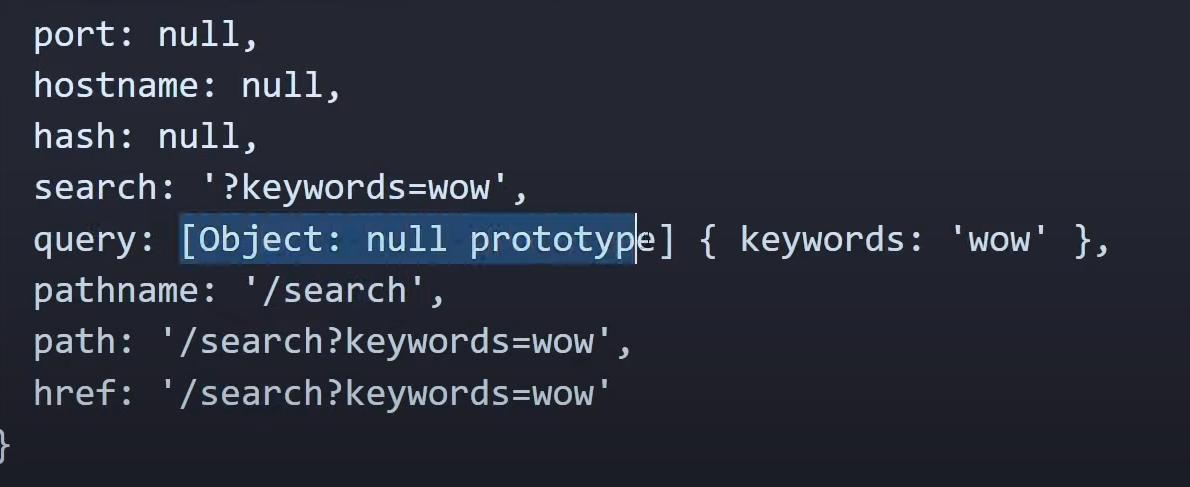 port: null,
hostname: null,
hash: null,
search: '?keywords=wow',
query: [Object: null prototype] { keywords: 'wow' },
pathname: '/search',
path: '/search?keywords=wow',
href: '/search?keywords=wow'
}